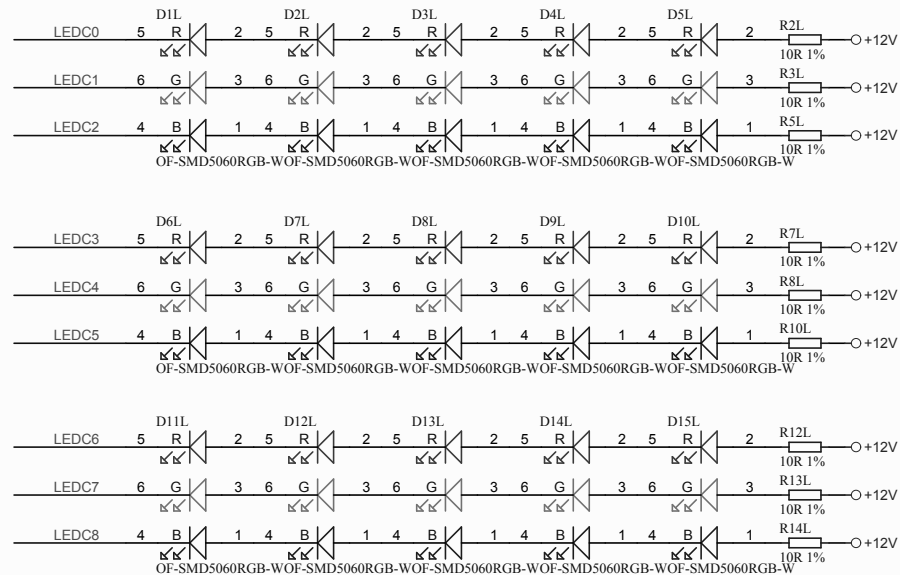 D1L D2L D3L D4L D5L R2L
LEDC0 5 R 2 5 R 2 5 R 2 5 R 2 5 R 2 +12V
10R 1%
R3L
LEDC1 6 G 3 6 G 3 6 G 3 6 G 3 6 G 3 +12V
10R 1%
R5L
LEDC2 4 B 1 4 B 1 4 B 1 4 B 1 4 B 1 +12V
10R 1%
OF-SMD5060RGB-WOF-SMD5060RGB-WOF-SMD5060RGB-WOF-SMD5060RGB-WOF-SMD5060RGB-W
D6L D7L D8L D9L D10L R7L
LEDC3 5 R 2 5 R 2 5 R 2 5 R 2 5 R 2 +12V
10R 1%
R8L
LEDC4 6 G 3 6 G 3 6 G 3 6 G 3 6 G 3 +12V
10R 1%
R10L
LEDC5 4 B 1 4 B 1 4 B 1 4 B 1 4 B 1 +12V
10R 1%
OF-SMD5060RGB-WOF-SMD5060RGB-WOF-SMD5060RGB-WOF-SMD5060RGB-WOF-SMD5060RGB-W
D11L D12L D13L D14L D15L R12L
LEDC6 5 R 2 5 R 2 5 R 2 5 R 2 5 R 2 +12V
10R 1%
R13L
LEDC7 6 G 3 6 G 3 6 G 3 6 G 3 6 G 3 +12V
10R 1%
R14L
LEDC8 4 B 1 4 B 1 4 B 1 4 B 1 4 B 1 +12V
10R 1%
OF-SMD5060RGB-WOF-SMD5060RGB-WOF-SMD5060RGB-WOF-SMD5060RGB-WOF-SMD5060RGB-W